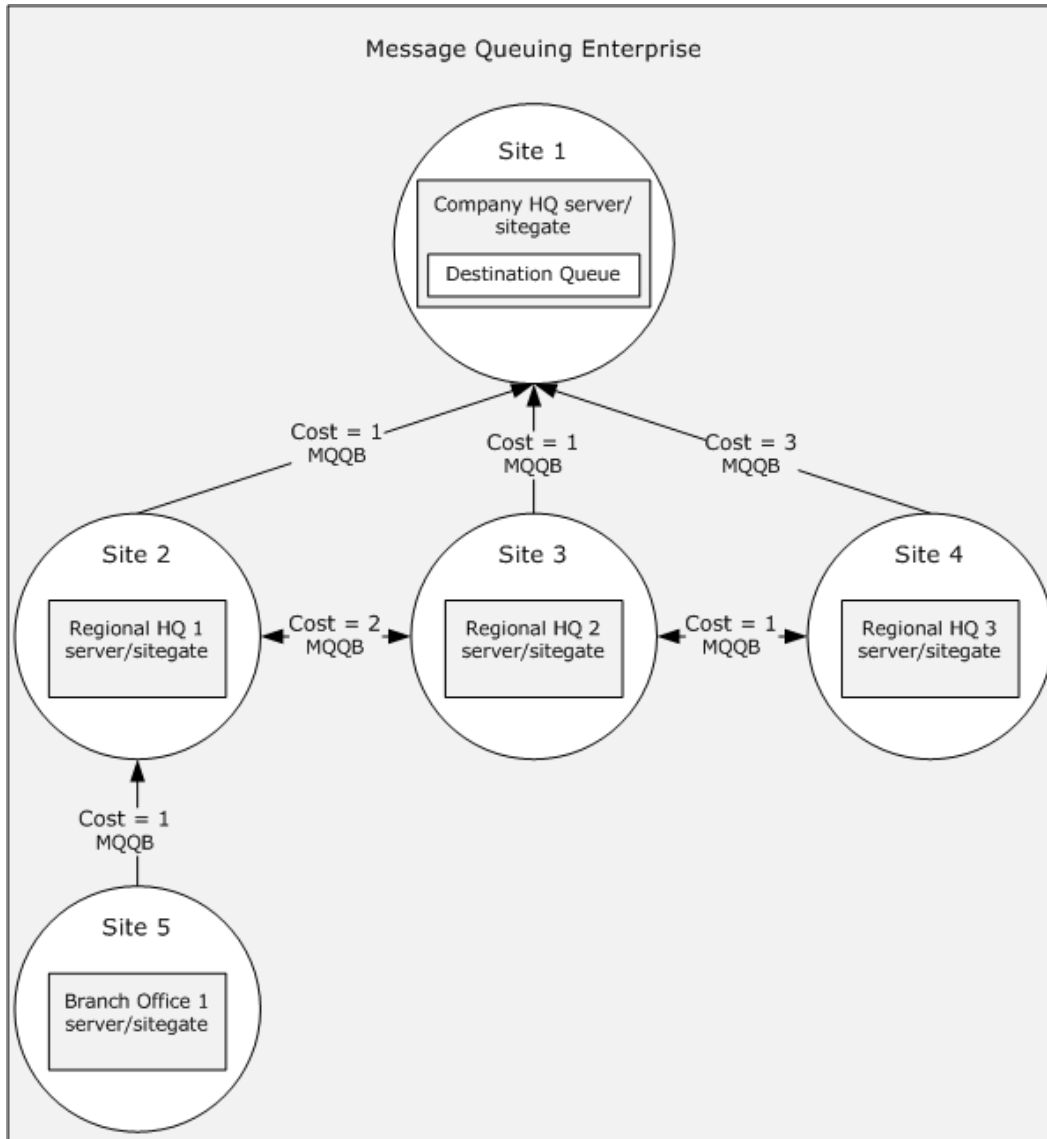 Message Queuing Enterprise
Site 1
Company HQ server/
sitegate
Destination Queue
Cost = 1
MQQB
Cost = 1
MQQB
Cost = 3
MQQB
Site 2
Regional HQ 1
server/sitegate
Cost = 2
MQQB
Site 3
Regional HQ 2
server/sitegate
Cost = 1
MQQB
Site 4
Regional HQ 3
server/sitegate
Cost = 1
MQQB
Site 5
Branch Office 1
server/sitegate